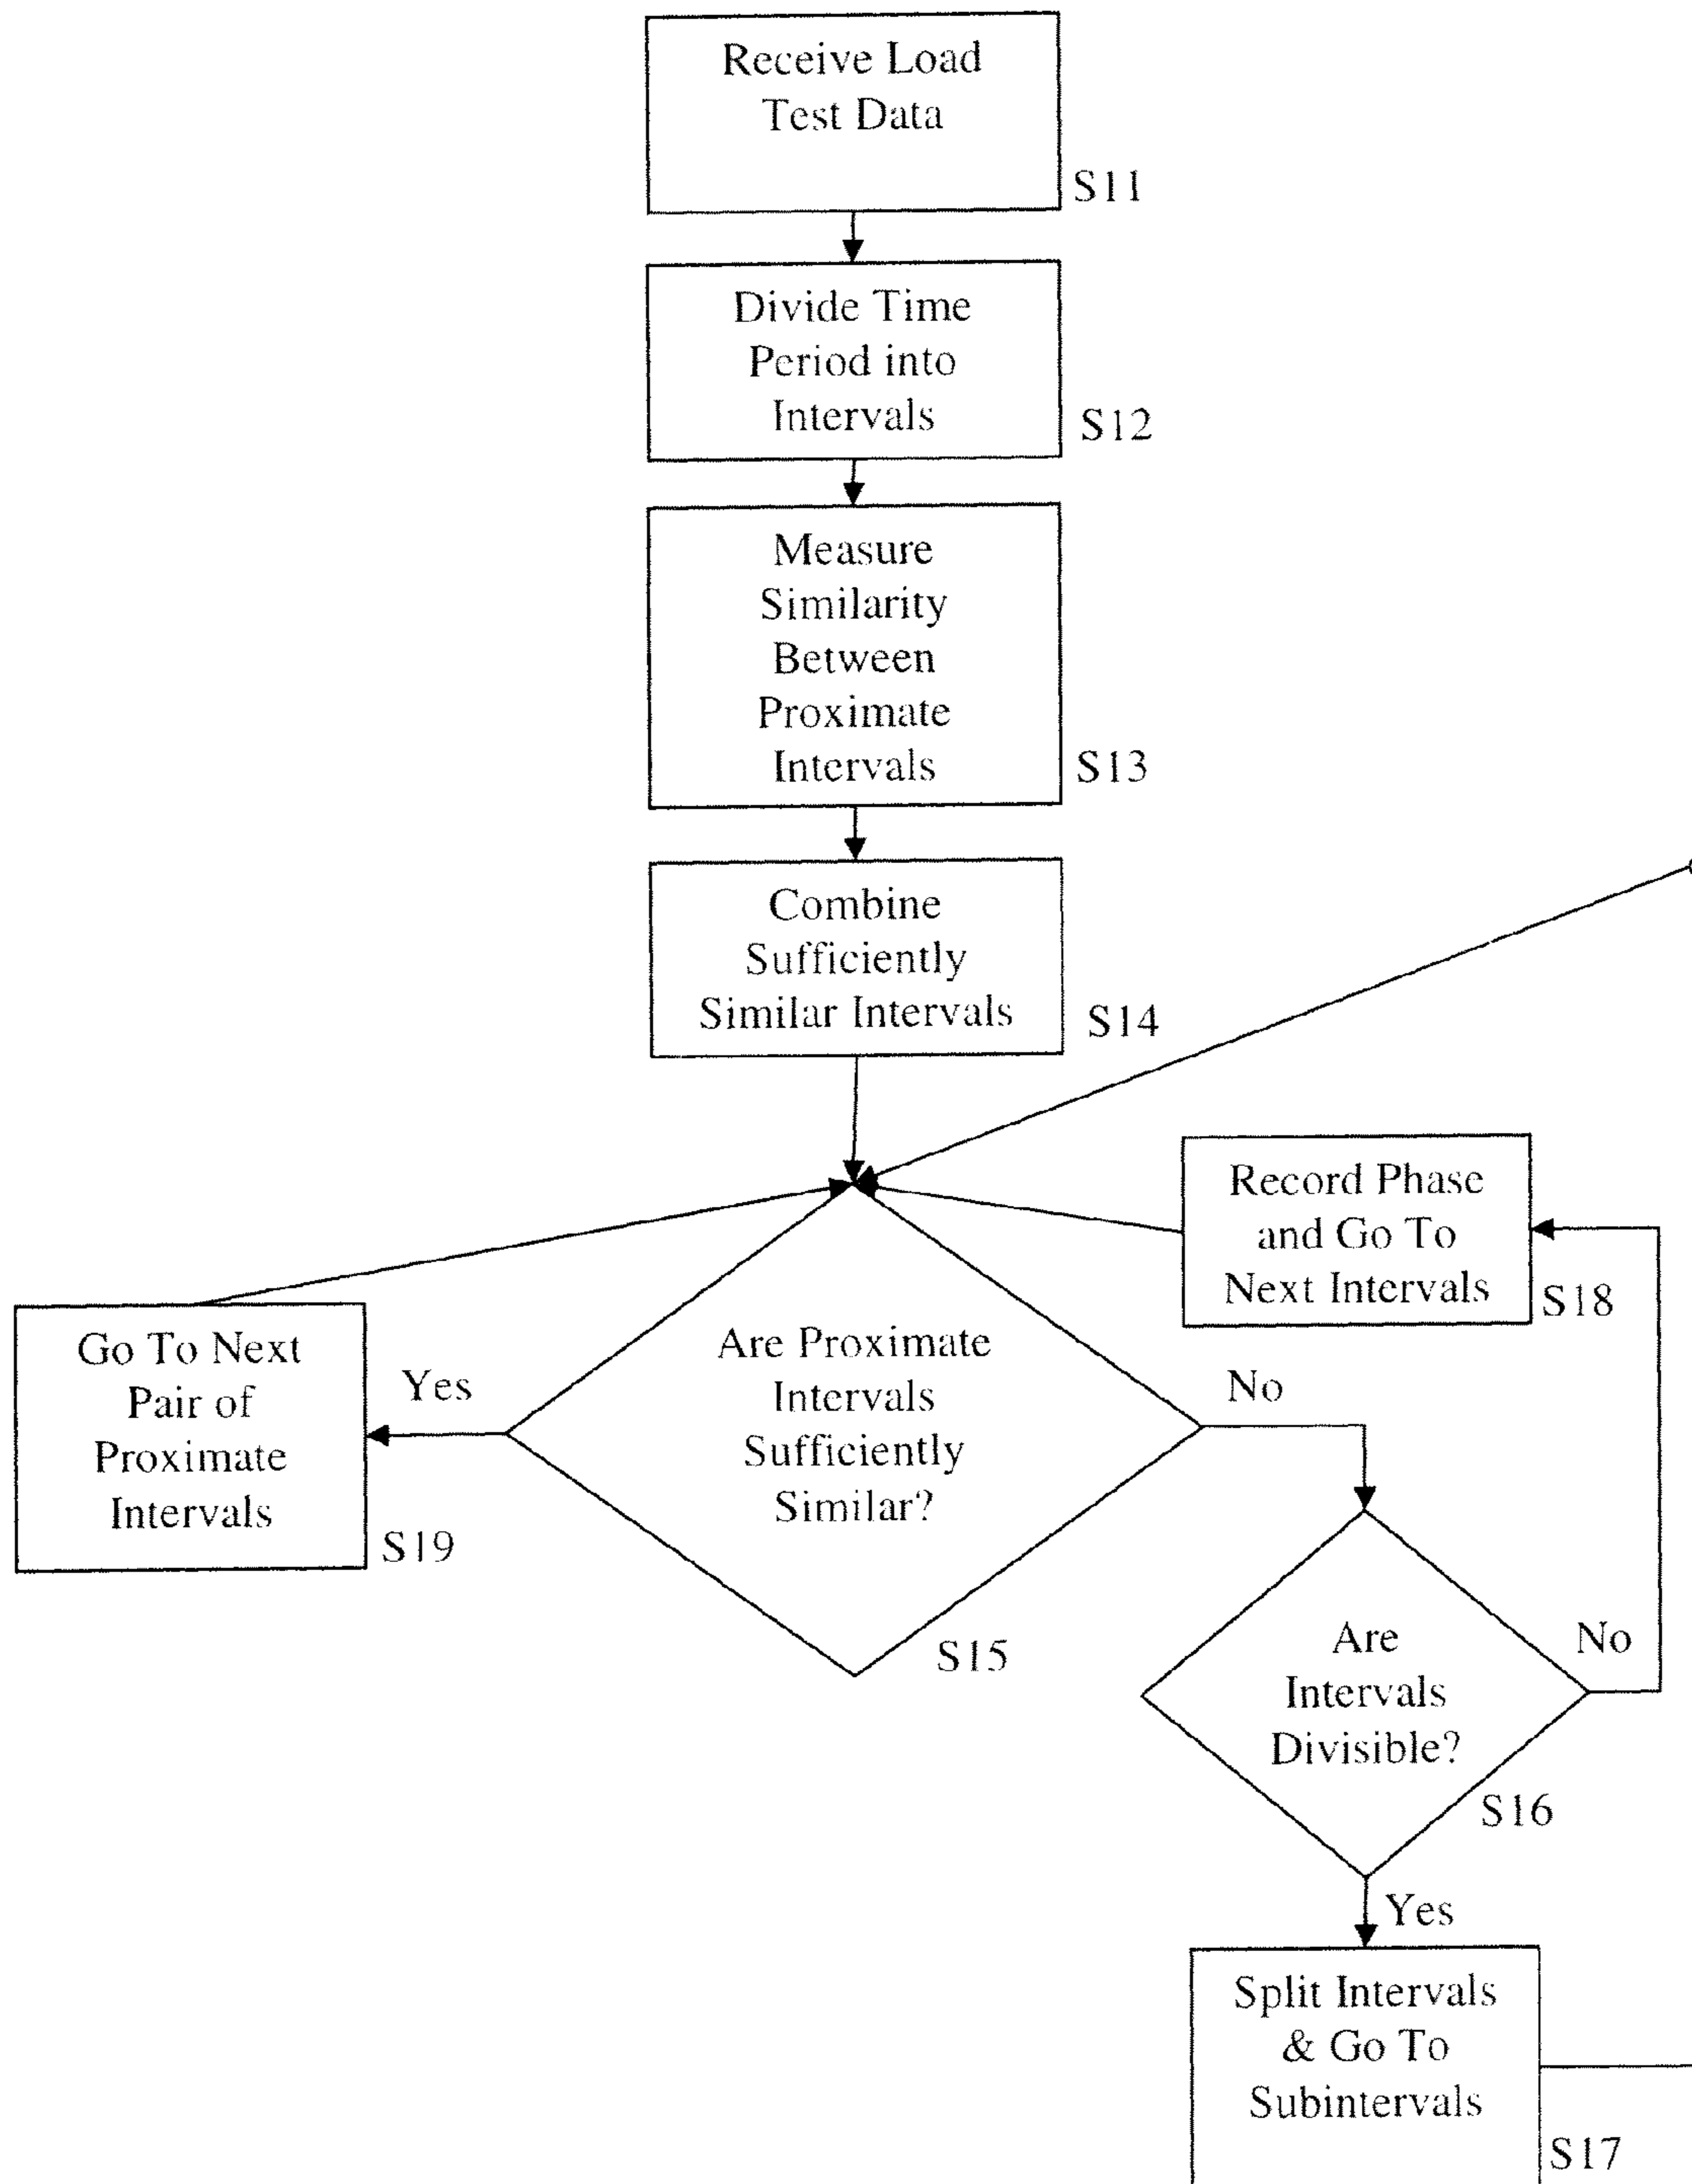 Receive Load
Test Data
S11
Divide Time
Period into
Intervals
S12
Measure
Similarity
Between
Proximate
Intervals
S13
Combine
Sufficiently
Similar Intervals
S14
Record Phase
and Go To
Next Intervals
S18
Go To Next
Pair of
Proximate
Intervals
S19
Yes
Are Proximate
Intervals
Sufficiently
Similar?
S15
No
Are
Intervals
Divisible?
S16
No
Yes
Split Intervals
& Go To
Subintervals
S17